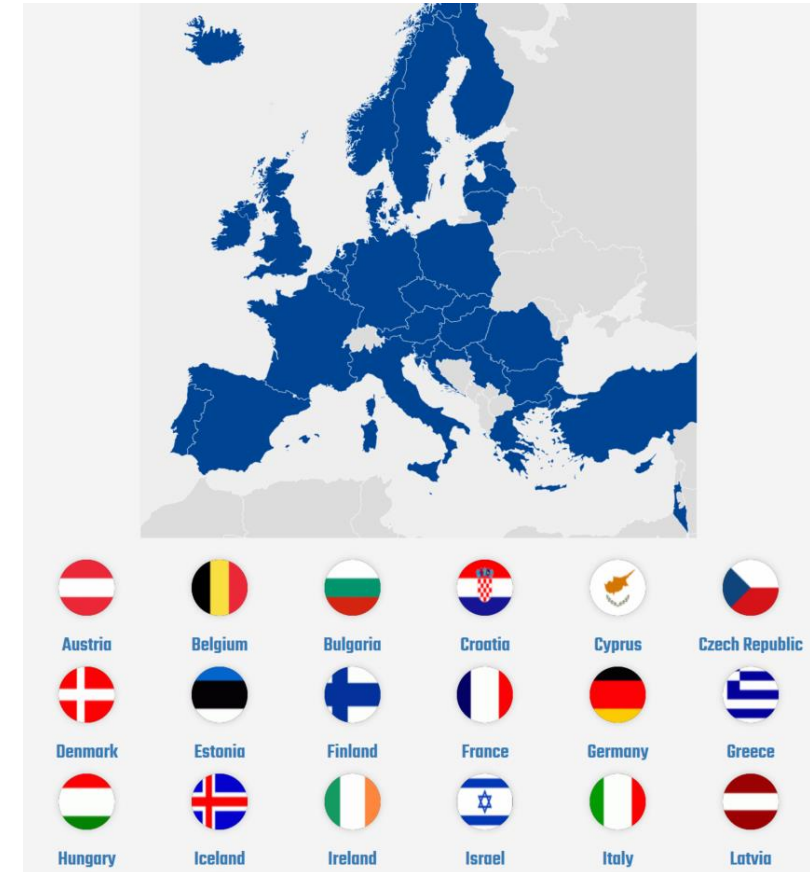 Austria Belgium Bulgaria Croatia Cyprus Czech Republic
Denmark Estonia Finland France Germany Greece
Hungary Iceland Ireland Israel Italy Latvia